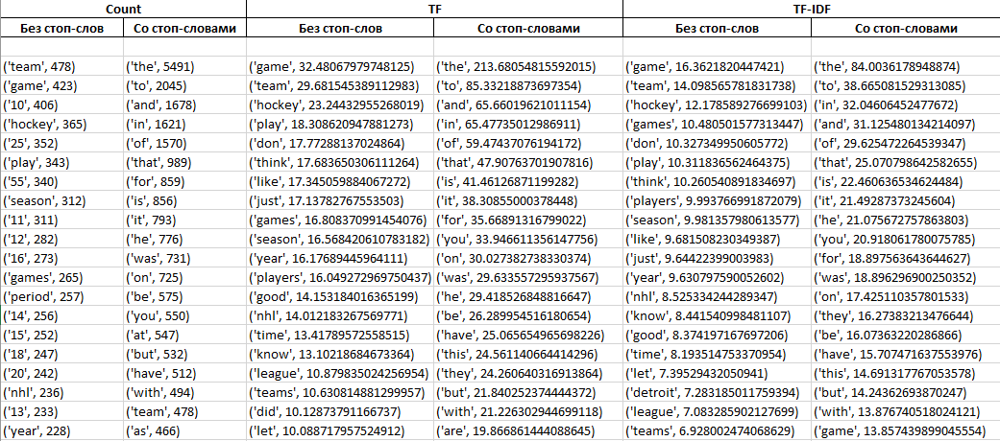 Count TF TF-IDF
Без стоп-слов Со стоп-словами Без стоп-слов Со стоп-словами Без стоп-слов Со стоп-словами
('team', 478) ('the', 5491) ('game', 32.48067979748125) ('the', 213.68054815592015) ('game', 16.3621820447421) ('the', 84.0036178948874)
('game', 423) ('to', 2045) ('team', 29.681545389112983) ('to', 85.33218873697354) ('team', 14.098565781831738) ('to', 38.665081529313085)
('10', 406) ('and', 1678) ('hockey', 23.24432955268019) ('and', 65.66019621011154) ('hockey', 12.178589276699103) ('in', 32.04606452477672)
('hockey', 365) ('in', 1621) ('play', 18.308620947881273) ('in', 65.47735012986911) ('games', 10.480501577313447) ('and', 31.125480134214097)
('25', 352) ('of', 1570) ('don', 17.77288137024864) ('of', 59.47437076194172) ('don', 10.327349950605772) ('of', 29.625472264539347)
('play', 343) ('that', 989) ('think', 17.683650306111264) ('that', 47.90763701907816) ('play', 10.311836562464375) ('that', 25.070798642582655)
('55', 340) ('for', 859) ('like', 17.345059884067272) ('is', 41.46126871199282) ('think', 10.260540891834697) ('is', 22.460636534624484)
('season', 312) ('is', 856) ('just', 17.13782767553503) ('it', 38.30855000378448) ('players', 9.993766991872079) ('it', 21.49287373245604)
('11', 311) ('it', 793) ('games', 16.808370991454076) ('for', 35.66891316799022) ('season', 9.981357980613577) ('he', 21.075672757863803)
('12', 282) ('he', 776) ('season', 16.568420610783182) ('you', 33.946611356147756) ('like', 9.681508230349387) ('you', 20.918061780075785)
('16', 273) ('was', 731) ('year', 16.17689445964111) ('on', 30.027382738330374) ('just', 9.64422399003983) ('for', 18.897563643644627)
('games', 265) ('on', 725) ('players', 16.049272969750437) ('was', 29.633557295937567) ('year', 9.630797590052602) ('was', 18.896296900250352)
('period', 257) ('be', 575) ('good', 14.153184016365199) ('he', 29.418526848816647) ('nhl', 8.525334244289347) ('on', 17.425110357801533)
('14', 256) ('you', 550) ('nhl', 14.012183267569771) ('be', 26.289954516180654) ('know', 8.441540998481107) ('they', 16.27383213476644)
('15', 252) ('at', 547) ('time', 13.41789572558515) ('have', 25.065654965698226) ('good', 8.374197167697206) ('be', 16.07363220286866)
('18', 247) ('but', 532) ('know', 13.10218684673364) ('this', 24.561140664414296) ('time', 8.193514753370954) ('have', 15.707471637553976)
('20', 242) ('have', 512) ('league', 10.879835024256954) ('they', 24.260640316913864) ('let', 7.39529432050941) ('this', 14.691317767053578)
('nhl', 236) ('with', 494) ('teams', 10.630814881299957) ('but', 21.840252374444372) ('detroit', 7.283185011759394) ('but', 14.24362693870247)
('13', 233) ('team', 478) ('did', 10.12873791166737) ('with', 21.226302944699118) ('league', 7.083285902127699) ('with', 13.876740518024121)
('year', 228) ('as', 466) ('let', 10.088717957524912) ('are', 19.866861444088645) ('teams', 6.928002474068629) ('game', 13.857439899045554)